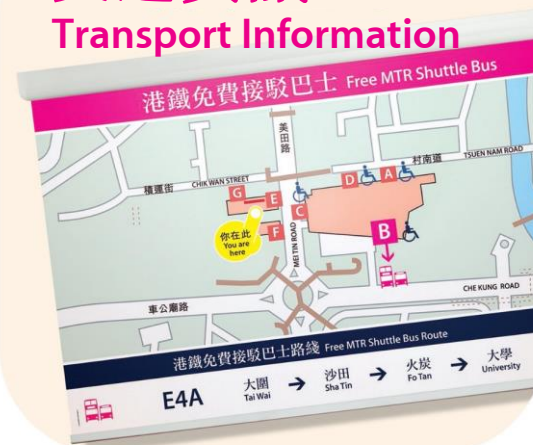 Transport Information
港鐵免費接駁巴士 Free MTR Shuttle Bus
美田路
村南道 TSUEN NAM ROAD
積運街 CHIK WAN STREET
D A
G E
C
你在此
You are
here
F
MEI TIN ROAD
B
車公廟路
CHE KUNG ROAD
港鐵免費接駁巴士路綫 Free MTR Shuttle Bus Route
E4A
大圍 → 沙田 → 火炭 → 大學
Tai Wai Sha Tin Fo Tan University